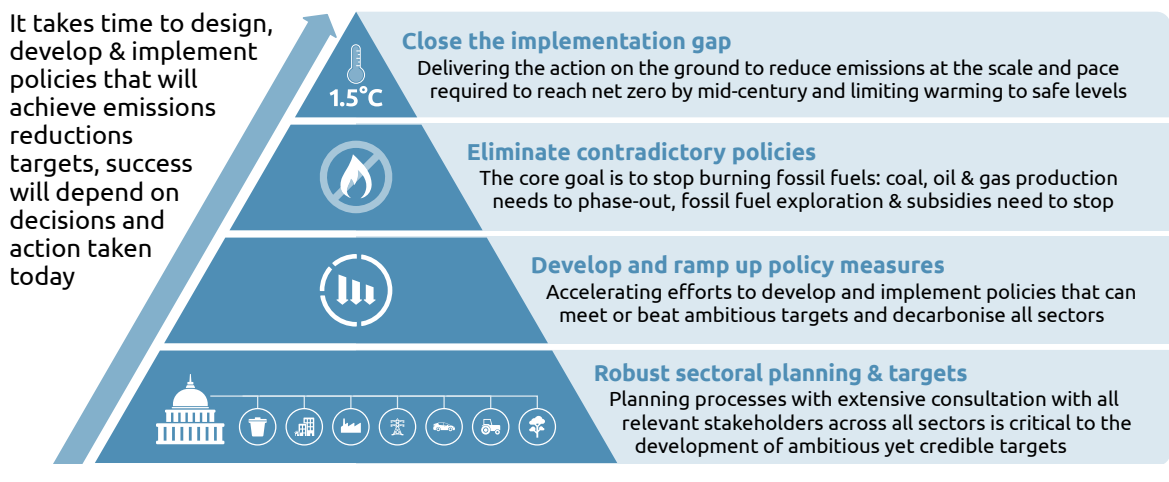 It takes time to design,
develop & implement
policies that will
achieve emissions
reductions
targets, success
will depend on
decisions and
action taken
today
1.5°C
Close the implementation gap
Delivering the action on the ground to reduce emissions at the scale and pace
required to reach net zero by mid-century and limiting warming to safe levels
Eliminate contradictory policies
The core goal is to stop burning fossil fuels: coal, oil & gas production
needs to phase-out, fossil fuel exploration & subsidies need to stop
Develop and ramp up policy measures
Accelerating efforts to develop and implement policies that can
meet or beat ambitious targets and decarbonise all sectors
Robust sectoral planning & targets
Planning processes with extensive consultation with all
relevant stakeholders across all sectors is critical to the
development of ambitious yet credible targets